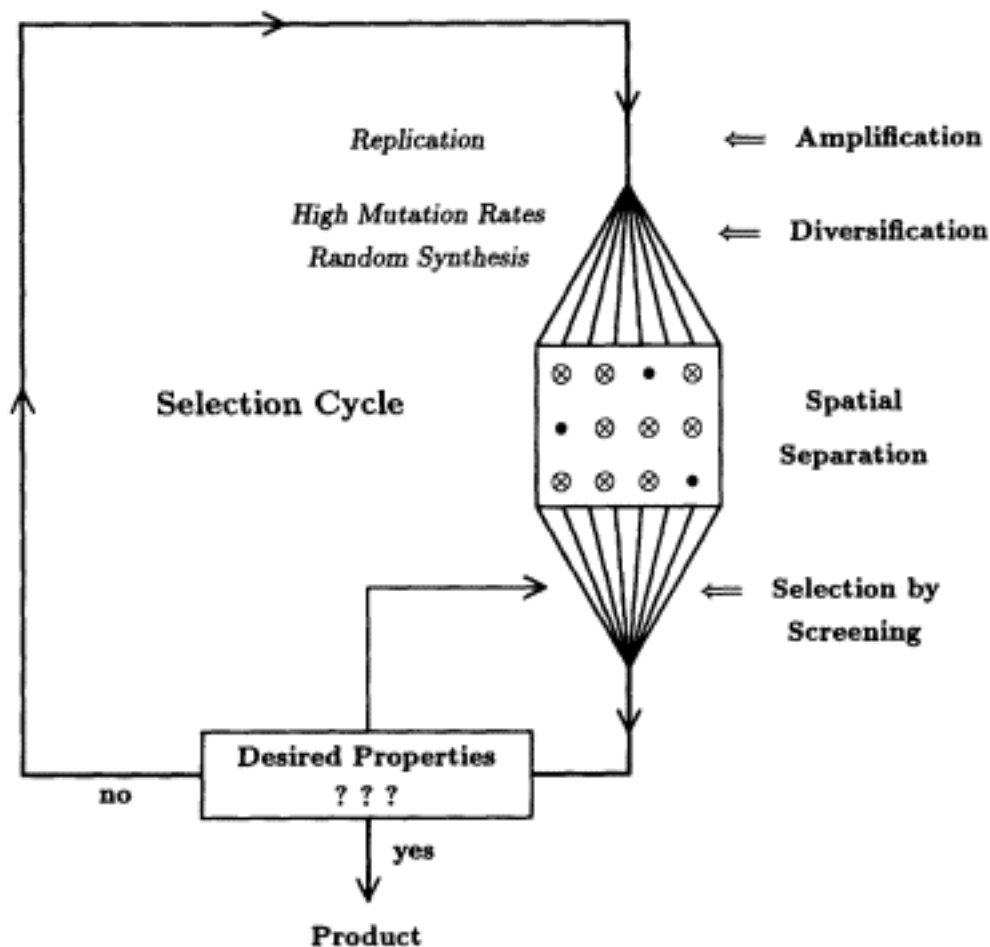 Replication
Amplification
High Mutation Rates
Diversification
Random Synthesis
Selection Cycle
Spatial
Separation
Selection by
Screening
Desired Properties
? ? ?
no
yes
Product